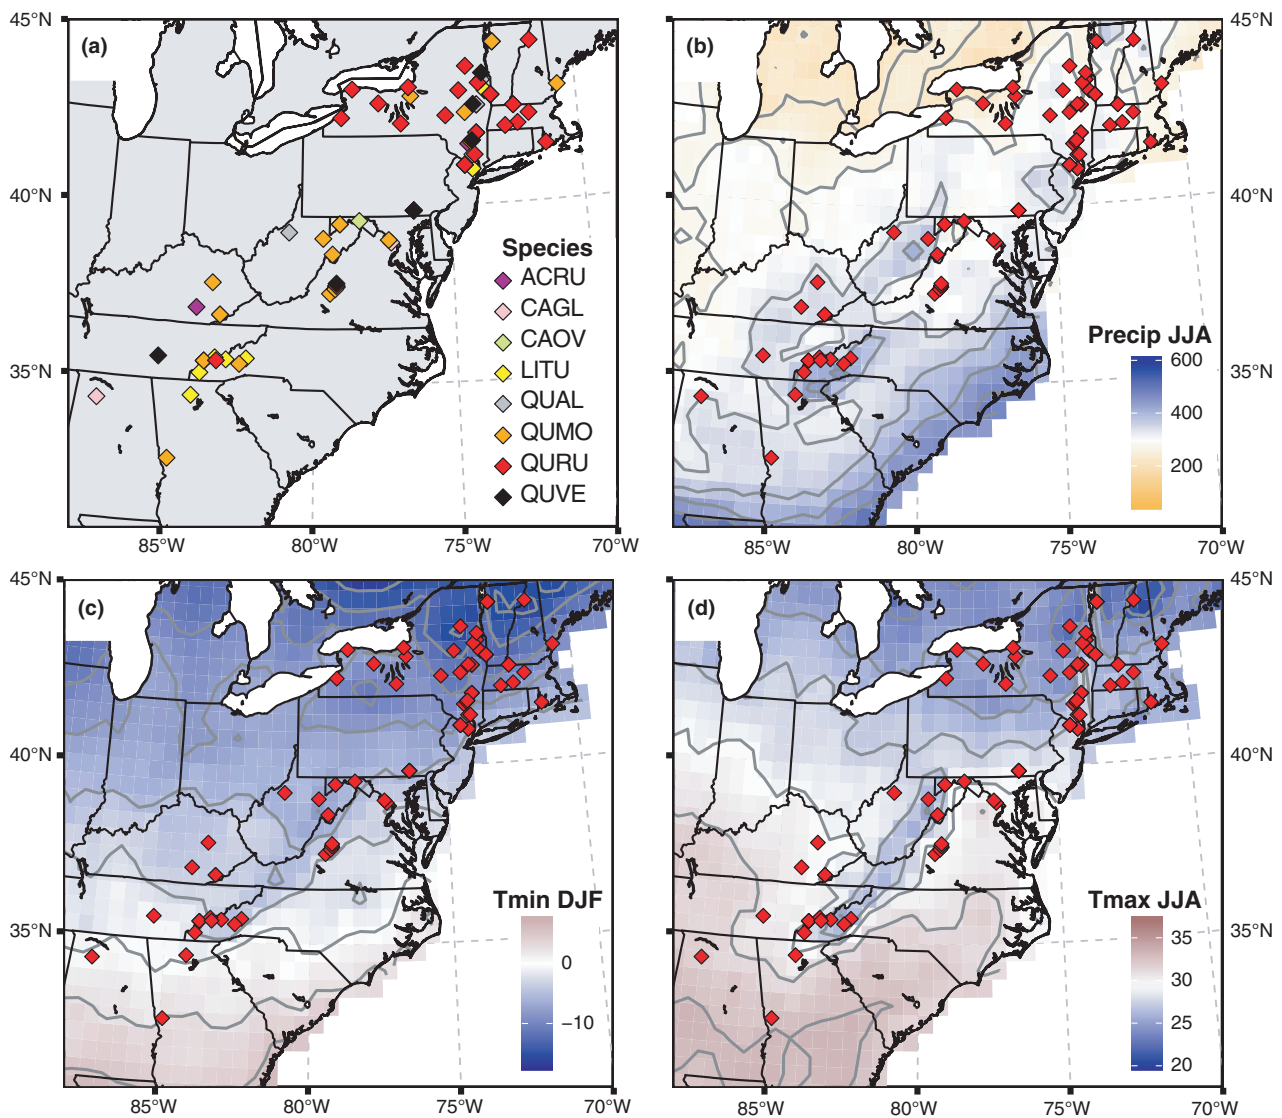 45°N
(a)
40°N
35°N
Species
ACRU
CAGL
CAOV
LITU
QUAL
QUMO
QURU
QUVE
85°W
80°W
75°W
70°W
(b)
45°N
40°N
35°N
Precip JJA
600
400
200
85°W
80°W
75°W
70°W
45°N
(c)
40°N
35°N
Tmin DJF
0
−10
85°W
80°W
75°W
70°W
(d)
45°N
40°N
35°N
Tmax JJA
35
30
25
20
85°W
80°W
75°W
70°W